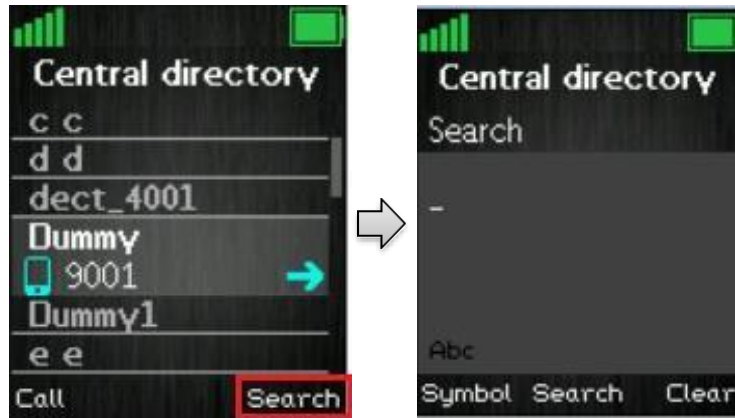 Central directory
c c
d d
dect_4001
Dummy
9001
Dummy1
e e
Call Search
Central directory
Search
_
Abc
Symbol Search Clear